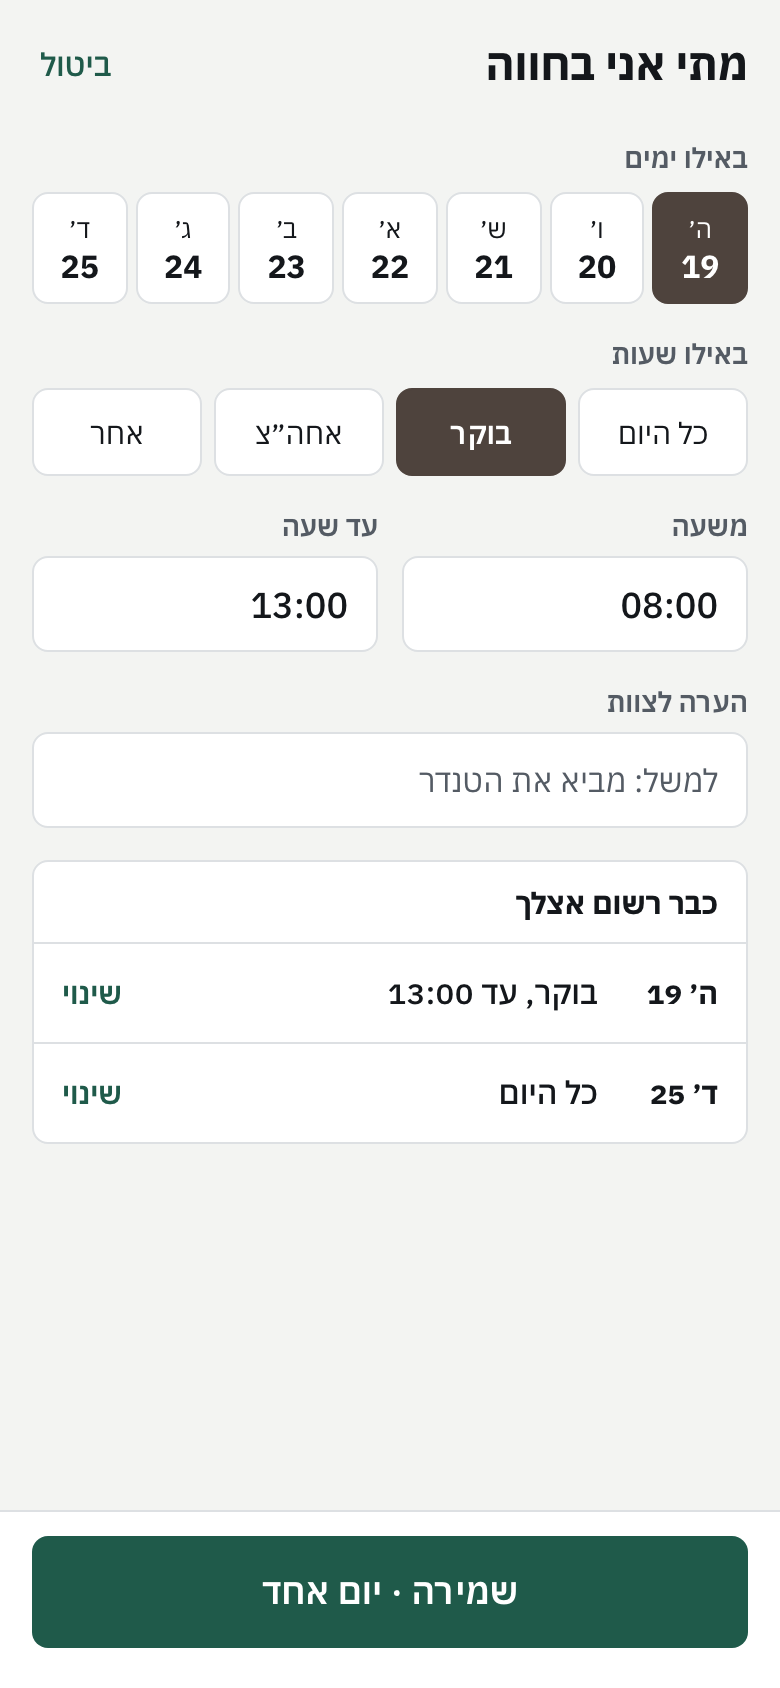 מתי אני בחווה
ביטול
באילו ימים
ה׳ ו׳ ש׳ א׳ ב׳ ג׳ ד׳
19 20 21 22 23 24 25
באילו שעות
כל היום בוקר אחה״צ אחר
משעה עד שעה
08:00 13:00
הערה לצוות
למשל: מביא את הטנדר
כבר רשום אצלך
ה׳ 19 בוקר, עד 13:00 שינוי
ד׳ 25 כל היום שינוי
שמירה · יום אחד